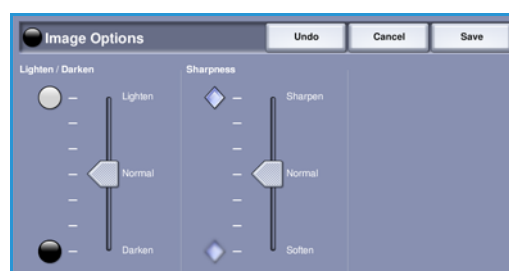 Image Options
Undo
Cancel
Save
Lighten / Darken
Sharpness
Lighten
Sharpen
Normal
Normal
Darken
Soften